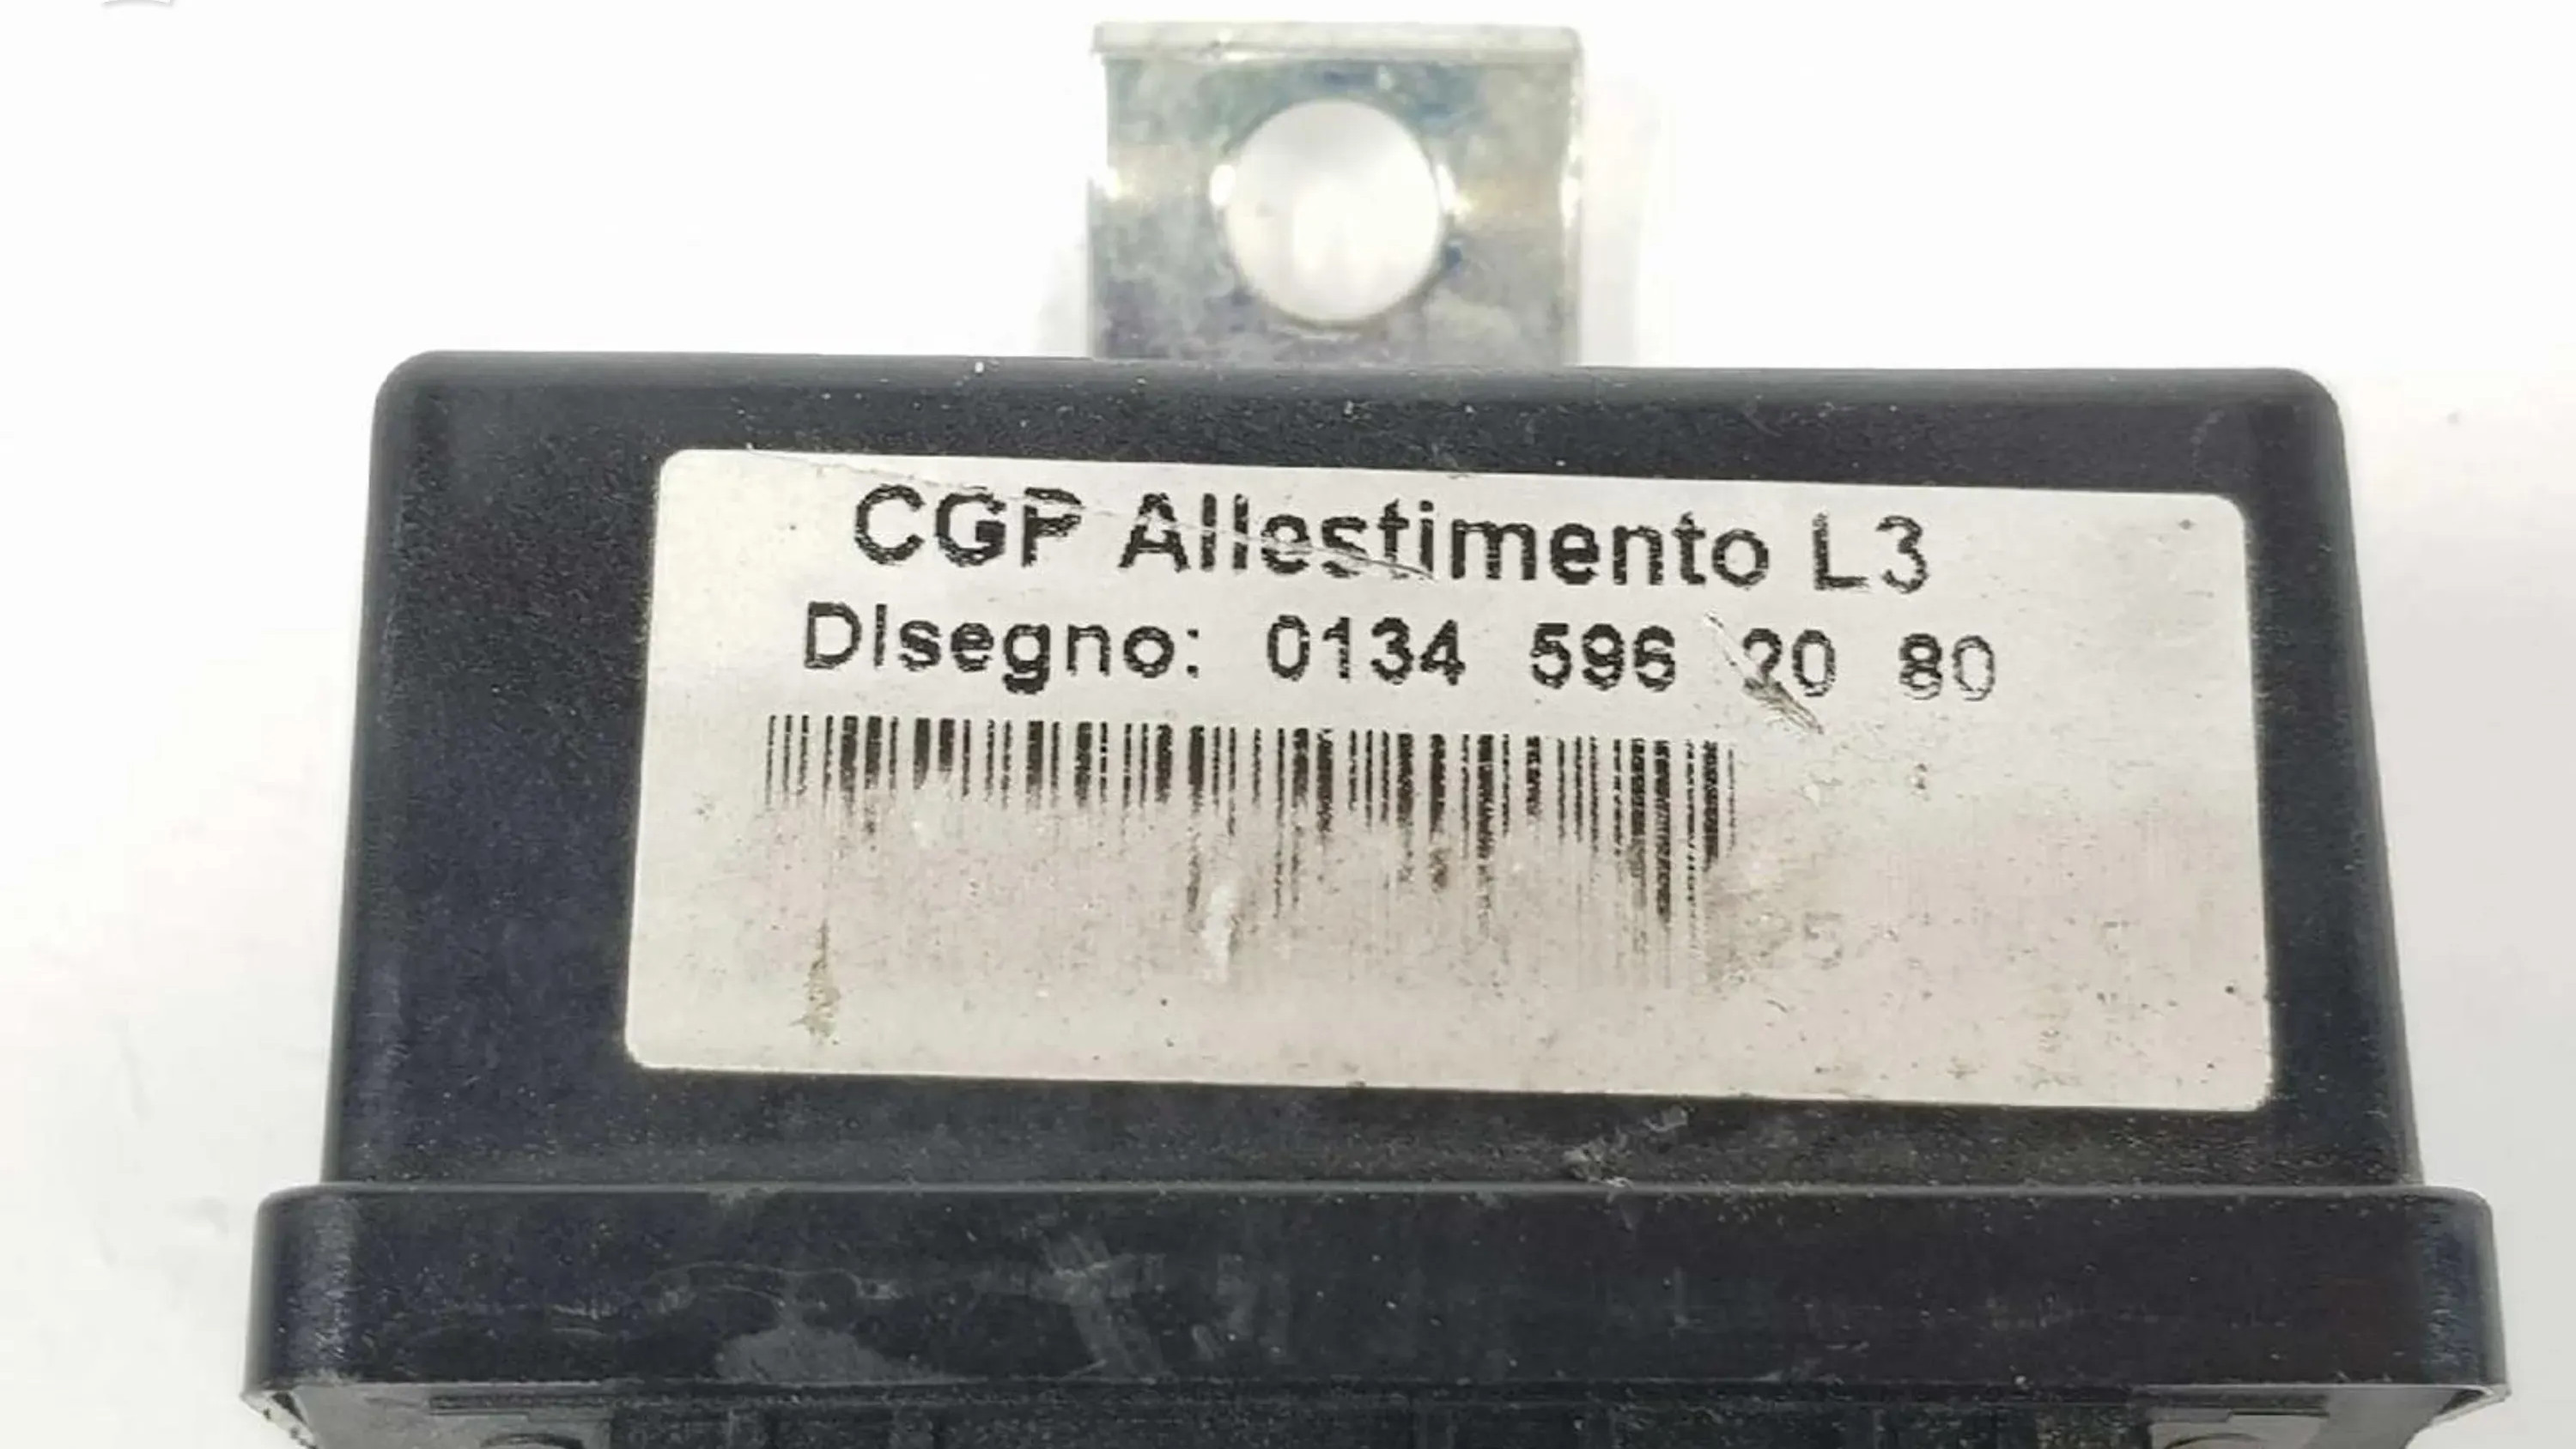 CGP Allestimento L3
Disegno: 0134 596 20 80